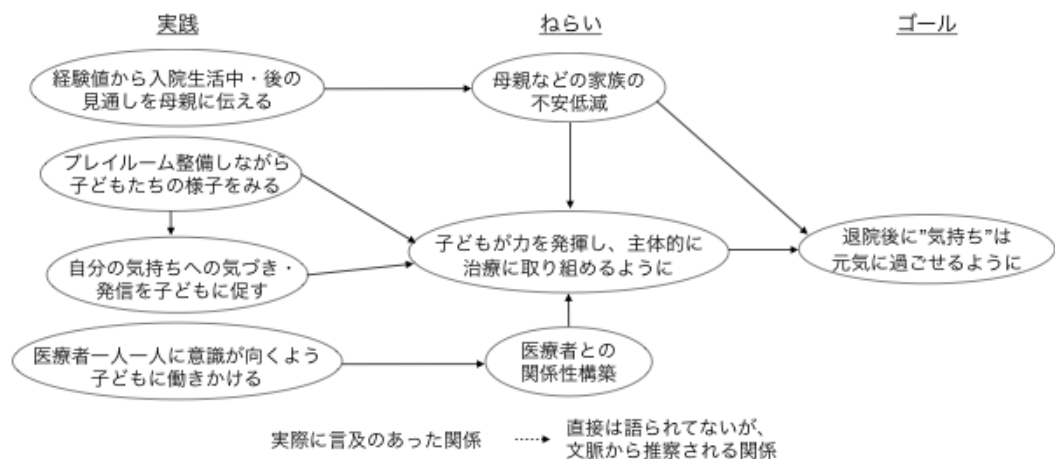 実践
ねらい
ゴール
経験値から入院生活中・後の
見通しを母親に伝える
母親などの家族の
不安低減
プレイルーム整備しながら
子どもたちの様子をみる
子どもが力を発揮し、主体的に
治療に取り組めるように
退院後に”気持ち”は
元気に過ごせるように
自分の気持ちへの気づき・
発信を子どもに促す
医療者一人一人に意識が向くよう
子どもに働きかける
医療者との
関係性構築
実際に言及のあった関係
直接は語られてないが、
文脈から推察される関係